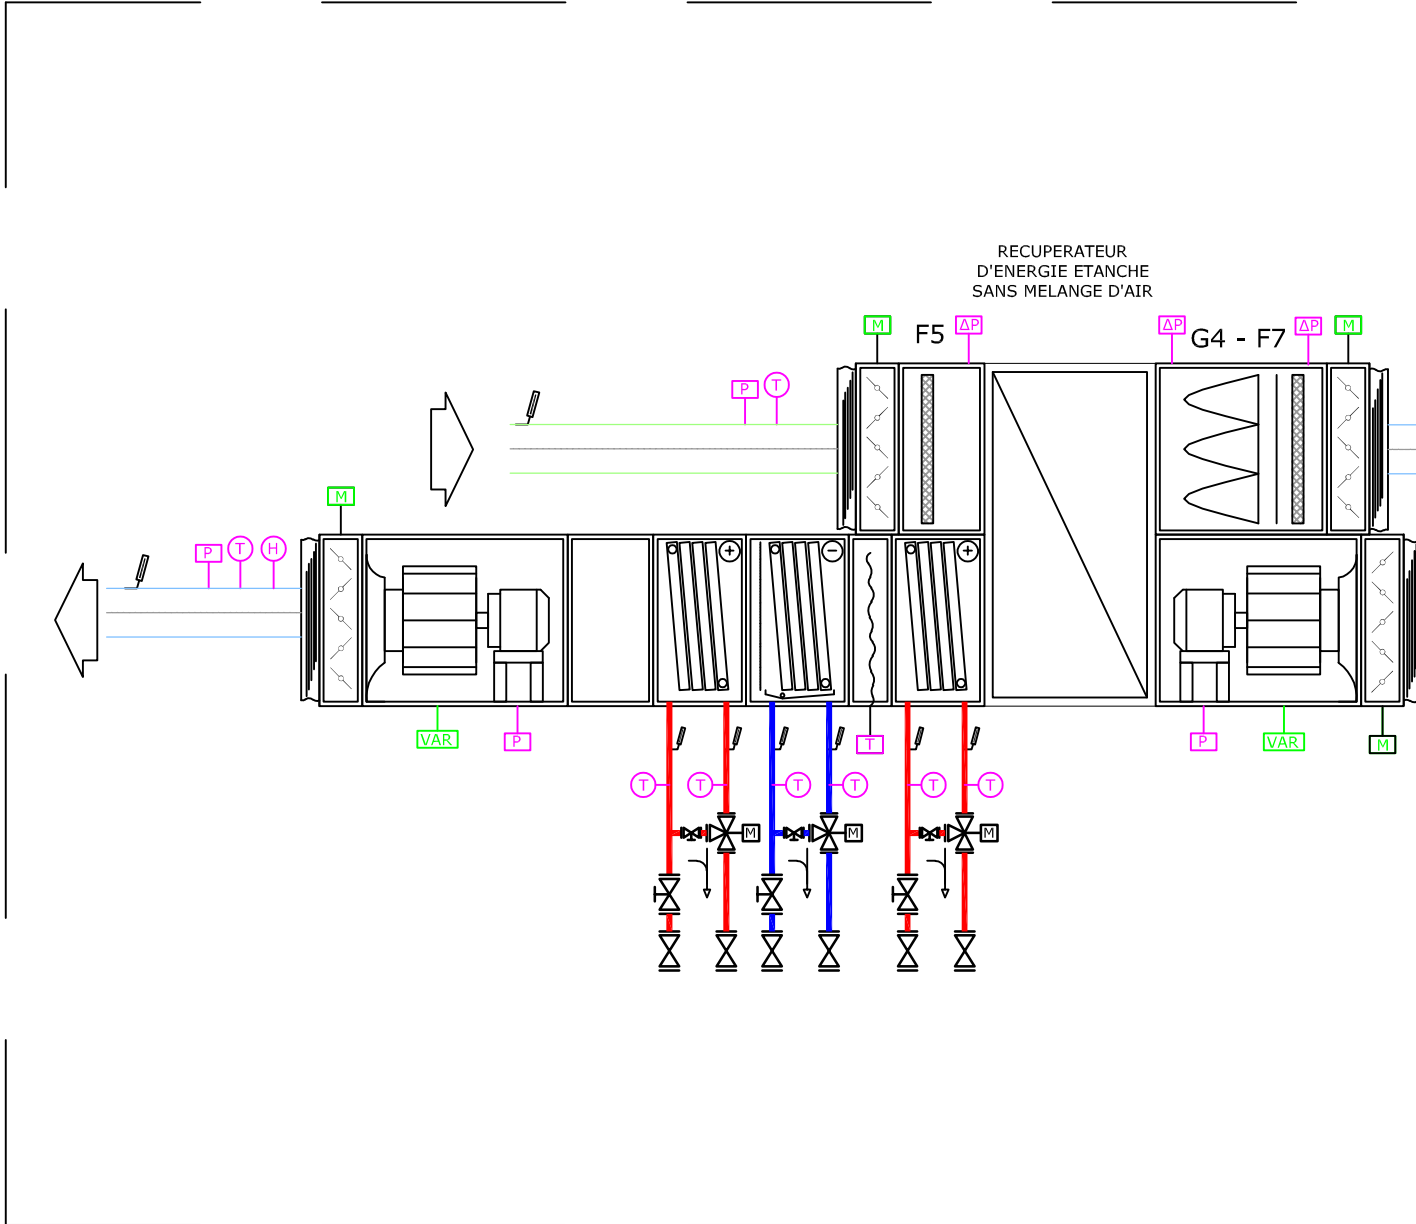 RECUPERATEUR
D'ENERGIE ETANCHE
SANS MELANGE D'AIR
M
F5
ΔP
ΔP
G4 - F7
ΔP
M
P
T
M
P
T
H
+
−
+
VAR
P
T
P
VAR
M
T
T
T
T
T
T
M
M
M